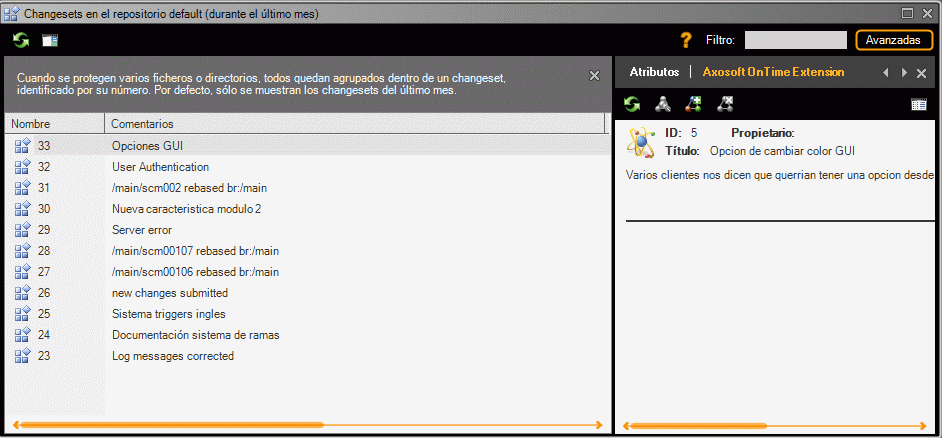 Changesets en el repositorio default (durante el último mes)
? Filtro: Avanzadas
Cuando se protegen varios ficheros o directorios, todos quedan agrupados dentro de un changeset,
identificado por su número. Por defecto, sólo se muestran los changesets del último mes.
Nombre Comentarios
33 Opciones GUI
32 User Authentication
31 /main/scm002 rebased br:/main
30 Nueva caracteristica modulo 2
29 Server error
28 /main/scm00107 rebased br:/main
27 /main/scm00106 rebased br:/main
26 new changes submitted
25 Sistema triggers ingles
24 Documentación sistema de ramas
23 Log messages corrected
Atributos | Axosoft OnTime Extension
ID: 5 Propietario:
Título: Opcion de cambiar color GUI
Varios clientes nos dicen que querrian tener una opcion desde